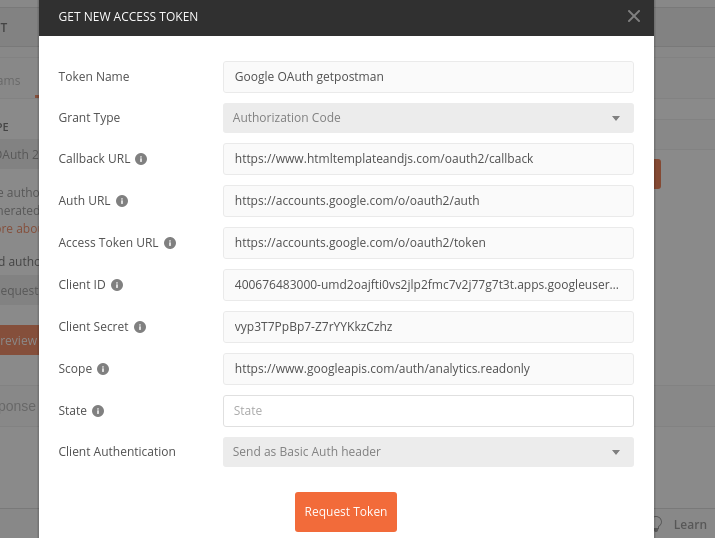 GET NEW ACCESS TOKEN
Token Name
Google OAuth getpostman
Grant Type
Authorization Code
Callback URL
https://www.htmltemplateandjs.com/oauth2/callback
Auth URL
https://accounts.google.com/o/oauth2/auth
Access Token URL
https://accounts.google.com/o/oauth2/token
Client ID
400676483000-umd2oajfti0vs2jlp2fmc7v2j77g7t3t.apps.googleuser...
Client Secret
vyp3T7PpBp7-Z7rYYKkzCzhz
Scope
https://www.googleapis.com/auth/analytics.readonly
State
State
Client Authentication
Send as Basic Auth header
Request Token
Learn